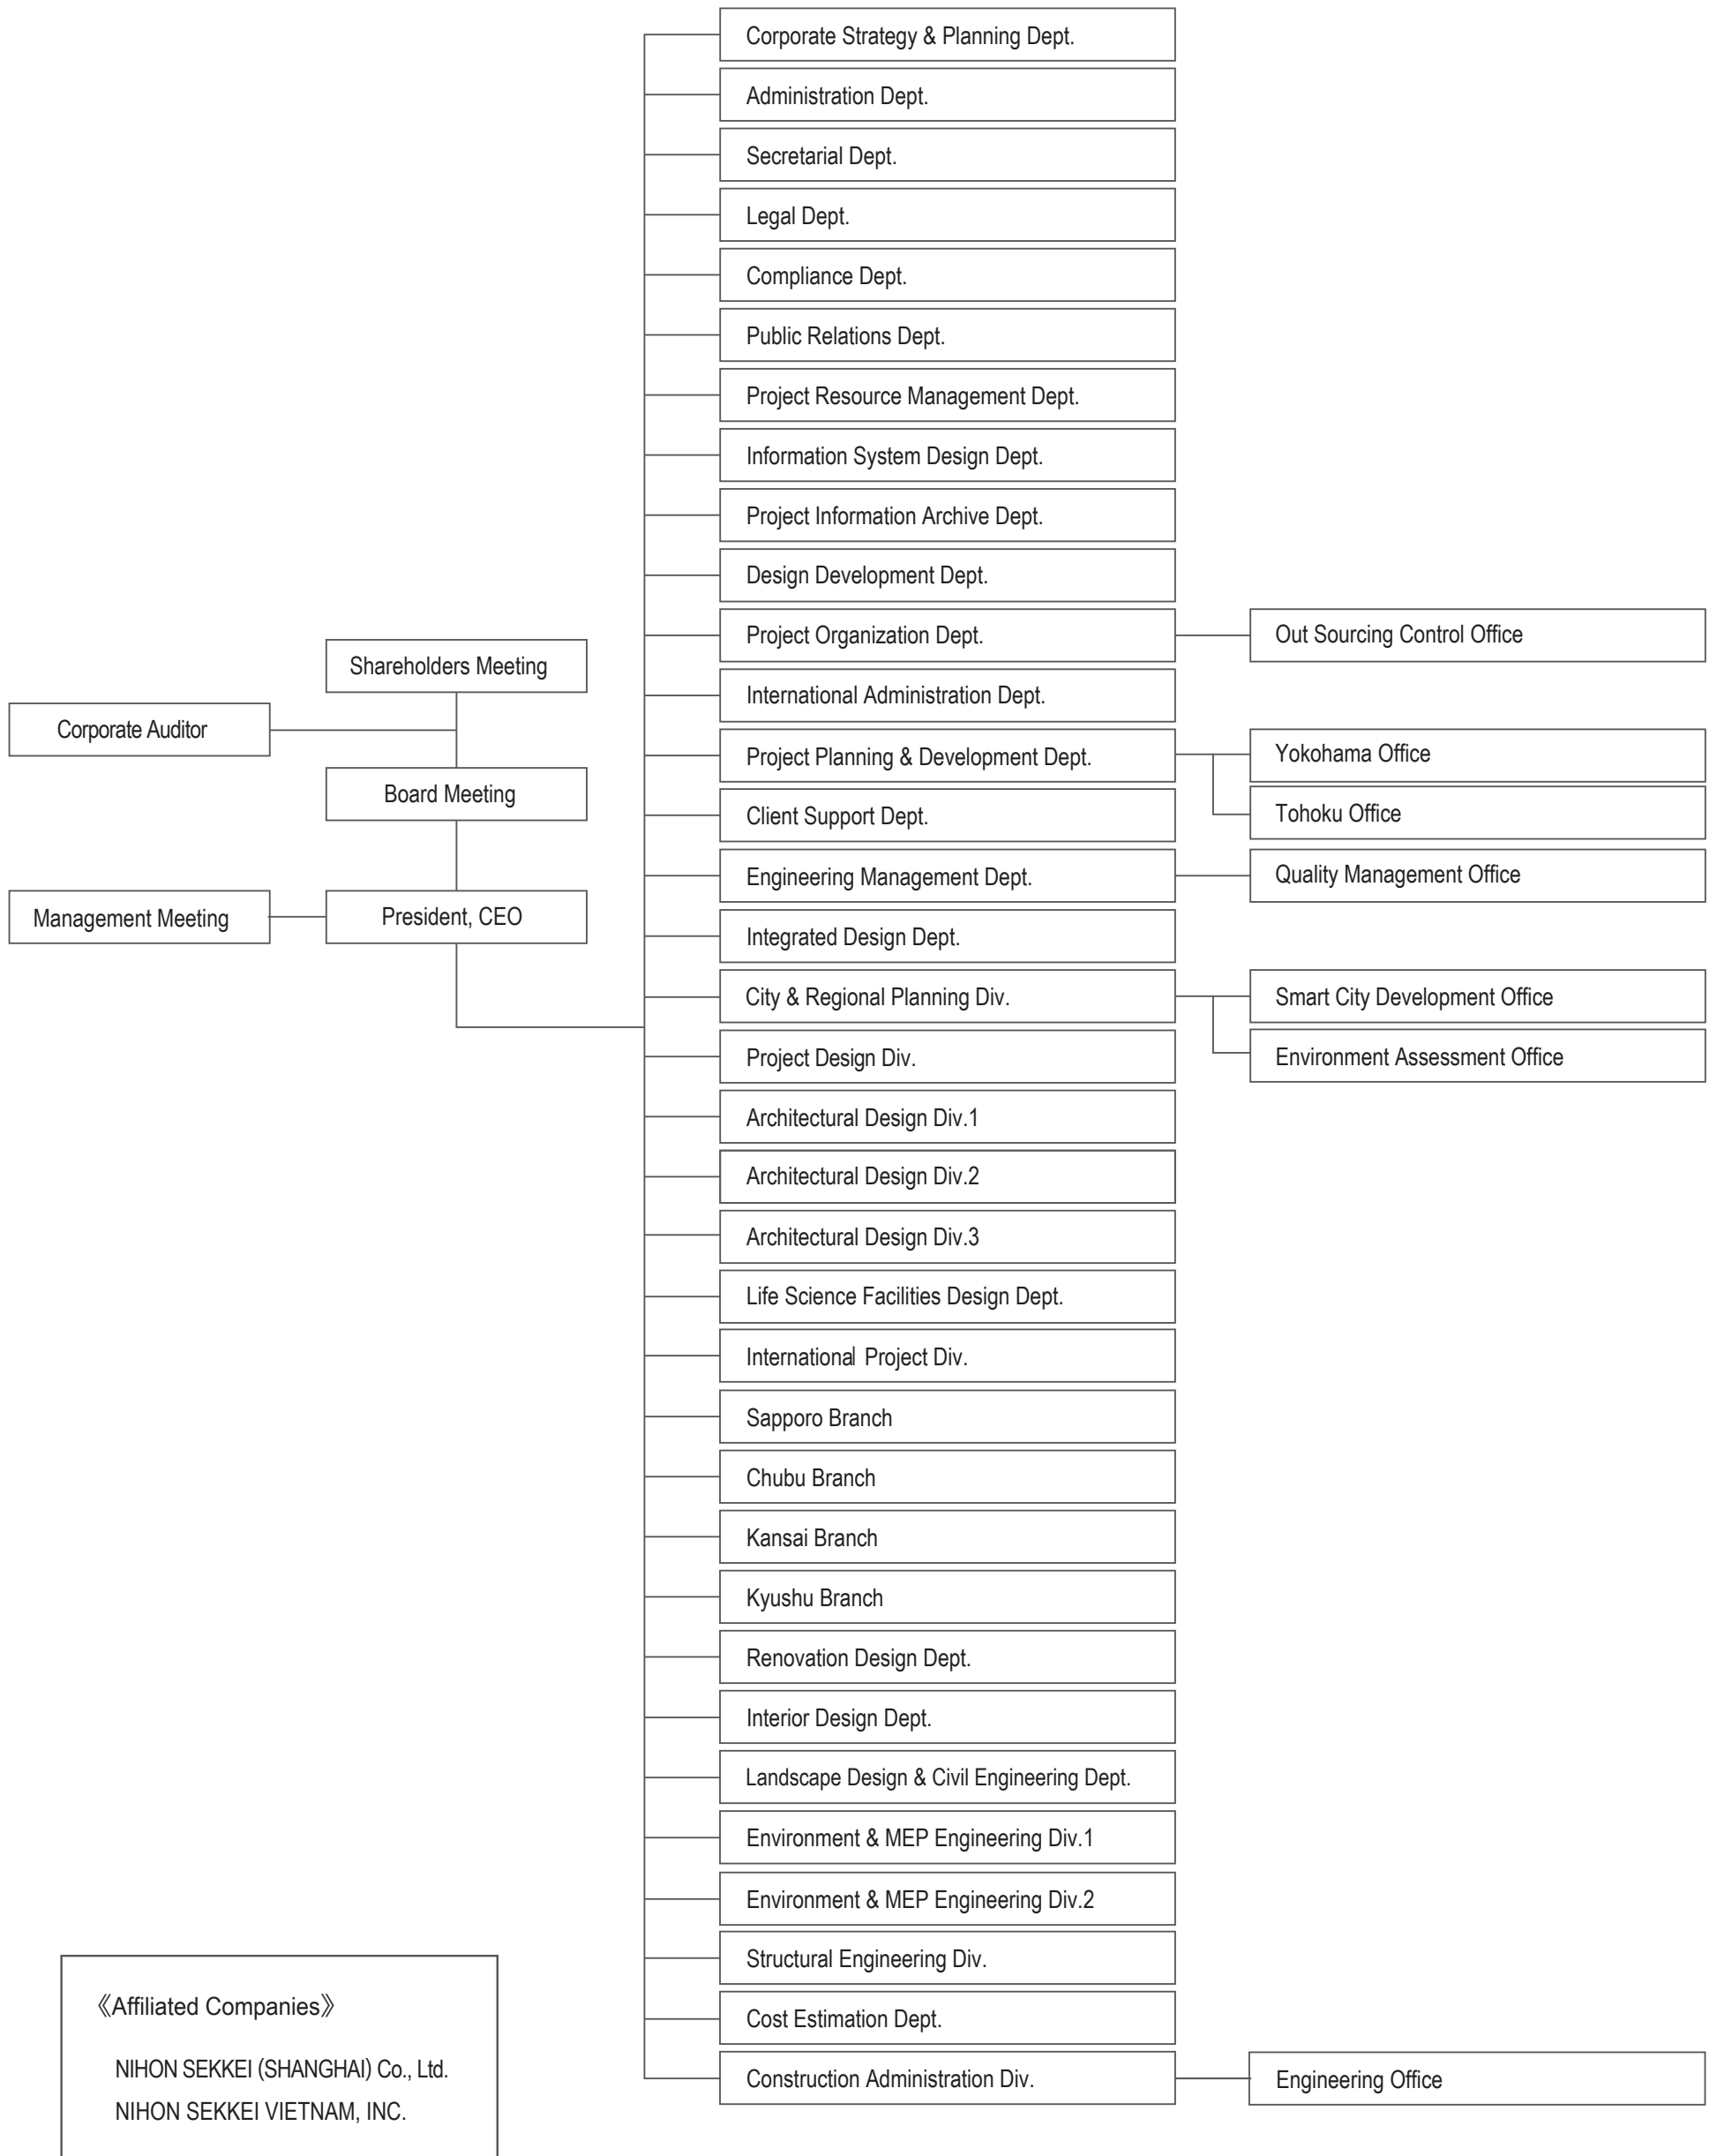 Corporate Strategy & Planning Dept.
Administration Dept.
Secretarial Dept.
Legal Dept.
Compliance Dept.
Public Relations Dept.
Project Resource Management Dept.
Information System Design Dept.
Project Information Archive Dept.
Design Development Dept.
Project Organization Dept.
Out Sourcing Control Office
Shareholders Meeting
International Administration Dept.
Corporate Auditor
Project Planning & Development Dept.
Yokohama Office
Board Meeting
Client Support Dept.
Tohoku Office
Engineering Management Dept.
Quality Management Office
Management Meeting
President, CEO
Integrated Design Dept.
City & Regional Planning Div.
Smart City Development Office
Project Design Div.
Environment Assessment Office
Architectural Design Div.1
Architectural Design Div.2
Architectural Design Div.3
Life Science Facilities Design Dept.
International Project Div.
Sapporo Branch
Chubu Branch
Kansai Branch
Kyushu Branch
Renovation Design Dept.
Interior Design Dept.
Landscape Design & Civil Engineering Dept.
Environment & MEP Engineering Div.1
Environment & MEP Engineering Div.2
Structural Engineering Div.
Cost Estimation Dept.
Construction Administration Div.
Engineering Office
《Affiliated Companies》
NIHON SEKKEI (SHANGHAI) Co., Ltd.
NIHON SEKKEI VIETNAM, INC.